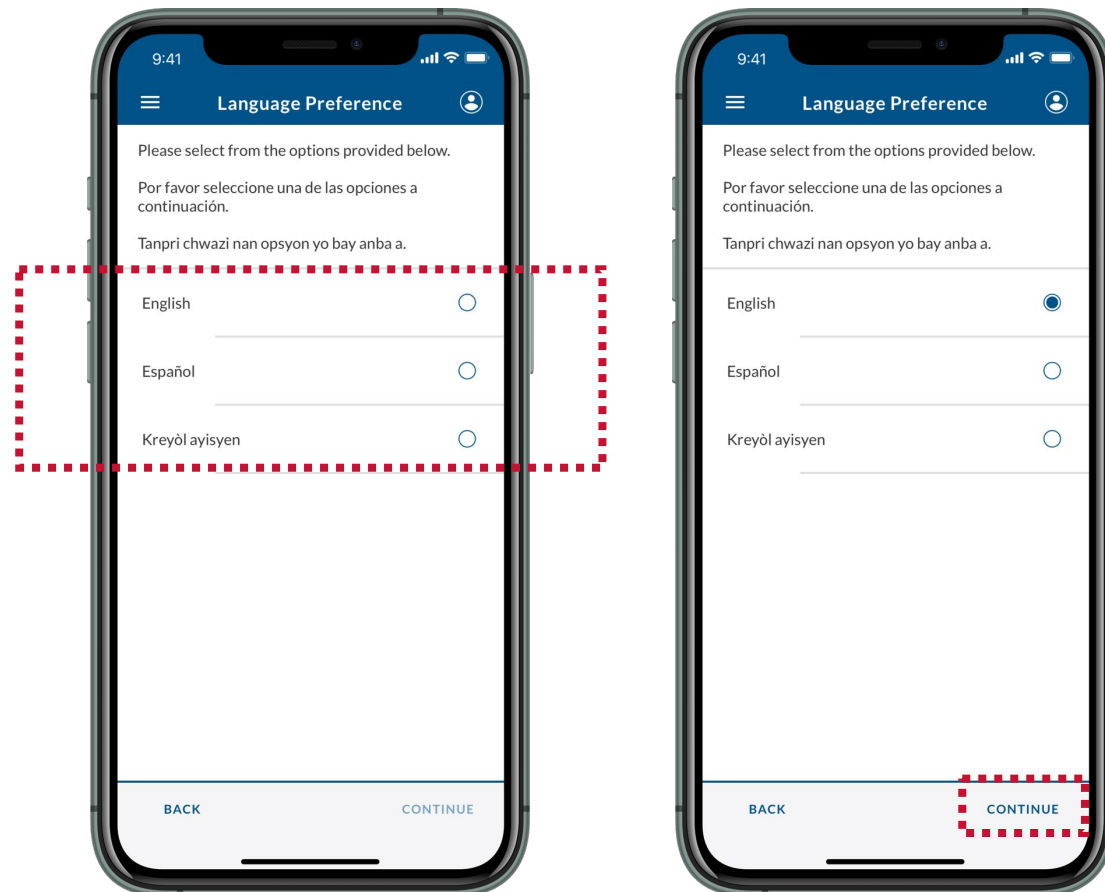 9:41
Language Preference
Please select from the options provided below.
Por favor seleccione una de las opciones a
continuación.
Tanpri chwazi nan opsyon yo bay anba a.
English
Español
Kreyòl ayisyen
BACK CONTINUE
9:41
Language Preference
Please select from the options provided below.
Por favor seleccione una de las opciones a
continuación.
Tanpri chwazi nan opsyon yo bay anba a.
English
Español
Kreyòl ayisyen
BACK CONTINUE